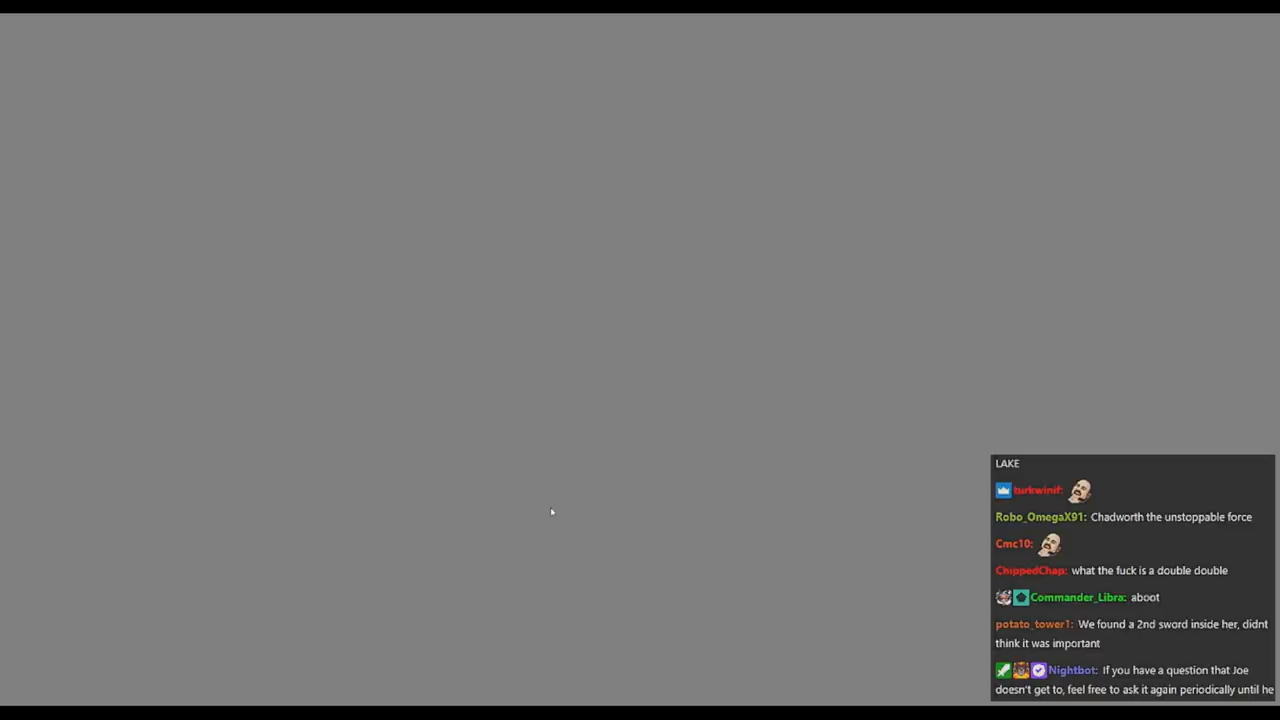 LAKE
turkwinif:
Robo_OmegaX91: Chadworth the unstoppable force
Cmc10:
ChippedChap: what the fuck is a double double
Commander_Libra: aboot
potato_tower1: We found a 2nd sword inside her, didnt
think it was important
Nightbot: If you have a question that Joe
doesn't get to, feel free to ask it again periodically until he